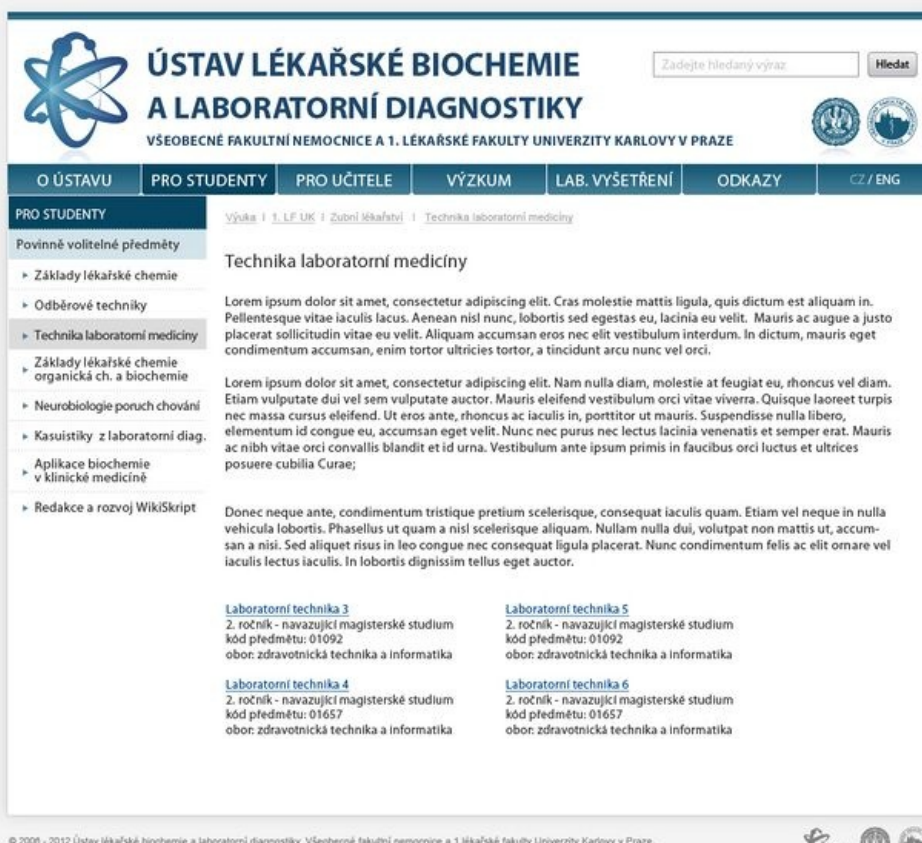 ÚSTAV LÉKAŘSKÉ BIOCHEMIE
A LABORATORNÍ DIAGNOSTIKY
VŠEOBECNÉ FAKULTNÍ NEMOCNICE A 1. LÉKAŘSKÉ FAKULTY UNIVERZITY KARLOVY V PRAZE
Zadejte hledaný výraz
Hledat
O ÚSTAVU
PRO STUDENTY
PRO UČITELE
VÝZKUM
LAB. VYŠETŘENÍ
ODKAZY
CZ / ENG
PRO STUDENTY
Povinně volitelné předměty
Základy lékařské chemie
Odběrové techniky
Technika laboratorní medicíny
Základy lékařské chemie
organická ch. a biochemie
Neurobiologie poruch chování
Kasuistiky z laboratorní diag.
Aplikace biochemie
v klinické medicíně
Redakce a rozvoj WikiSkript
Výuka | 1. LF UK | Zubní lékařství | Technika laboratorní medicíny
Technika laboratorní medicíny
Lorem ipsum dolor sit amet, consectetur adipiscing elit. Cras molestie mattis ligula, quis dictum est aliquam in.
Pellentesque vitae iaculis lacus. Aenean nisl nunc, lobortis sed egestas eu, lacinia eu velit. Mauris ac augue a justo
placerat sollicitudin vitae eu velit. Aliquam accumsan eros nec elit vestibulum interdum. In dictum, mauris eget
condimentum accumsan, enim tortor ultricies tortor, a tincidunt arcu nunc vel orci.
Lorem ipsum dolor sit amet, consectetur adipiscing elit. Nam nulla diam, molestie at feugiat eu, rhoncus vel diam.
Etiam vulputate dui vel sem vulputate auctor. Mauris eleifend vestibulum orci vitae viverra. Quisque laoreet turpis
nec massa cursus eleifend. Ut eros ante, rhoncus ac iaculis in, porttitor ut mauris. Suspendisse nulla libero,
elementum id congue eu, accumsan eget velit. Nunc nec purus nec lectus lacinia venenatis et semper erat. Mauris
ac nibh vitae orci convallis blandit et id urna. Vestibulum ante ipsum primis in faucibus orci luctus et ultrices
posuere cubilia Curae;
Donec neque ante, condimentum tristique pretium scelerisque, consequat iaculis quam. Etiam vel neque in nulla
vehicula lobortis. Phasellus ut quam a nisl scelerisque aliquam. Nullam nulla dui, volutpat non mattis ut, accum-
san a nisi. Sed aliquet risus in leo congue nec consequat ligula placerat. Nunc condimentum felis ac elit ornare vel
iaculis lectus iaculis. In lobortis dignissim tellus eget auctor.
Laboratorní technika 3
2. ročník - navazující magisterské studium
kód předmětu: 01092
obor: zdravotnická technika a informatika
Laboratorní technika 5
2. ročník - navazující magisterské studium
kód předmětu: 01092
obor: zdravotnická technika a informatika
Laboratorní technika 4
2. ročník - navazující magisterské studium
kód předmětu: 01657
obor: zdravotnická technika a informatika
Laboratorní technika 6
2. ročník - navazující magisterské studium
kód předmětu: 01657
obor: zdravotnická technika a informatika
© 2006 - 2012 Ústav lékařské biochemie a laboratorní diagnostiky, Všeobecné fakultní nemocnice a 1.lékařské fakulty Univerzity Karlovy v Praze